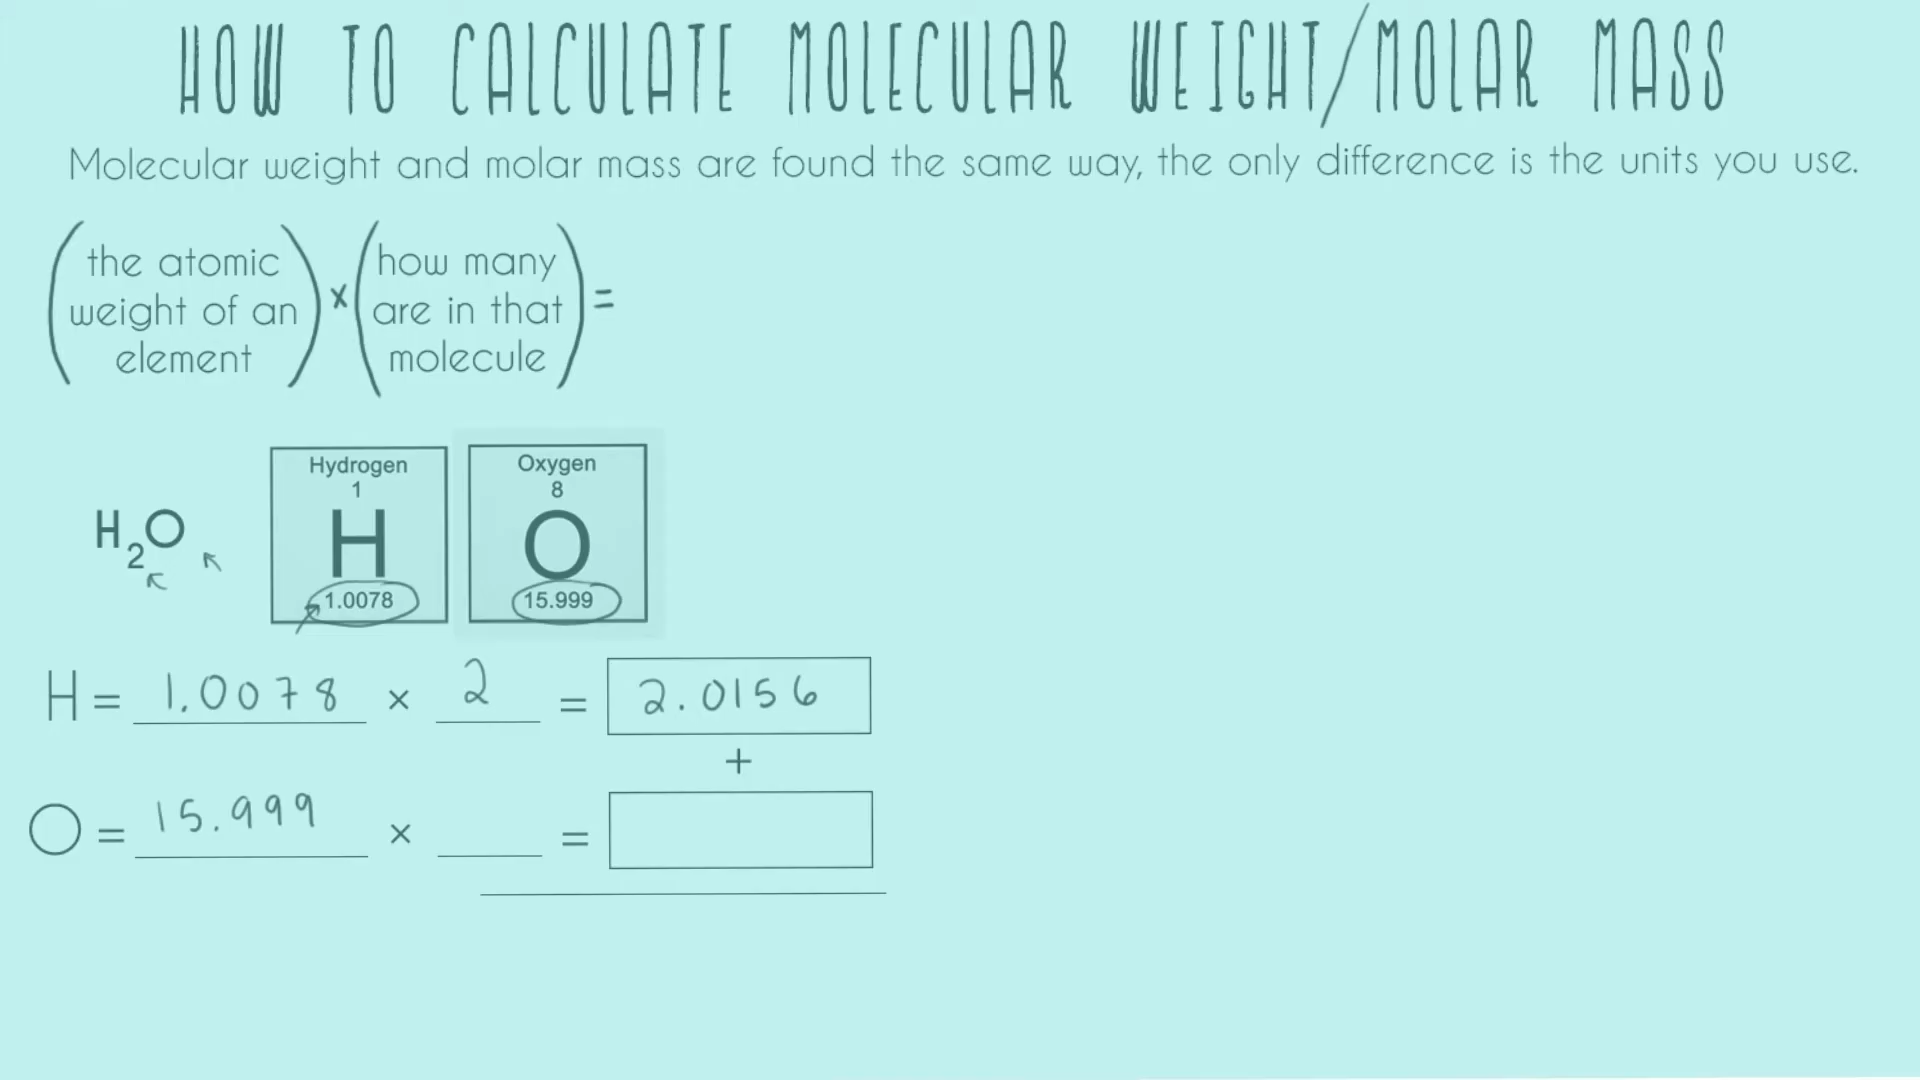 HOW TO CALCULATE MOLECULAR WEIGHT/MOLAR MASS
Molecular weight and molar mass are found the same way, the only difference is the units you use.
(the atomic weight of an element) x (how many are in that molecule) =
H2O
Hydrogen
1
H
1.0078
Oxygen
8
O
15.999
H = 1.0078 × 2 = 2.0156
+
O = 15.999 × =